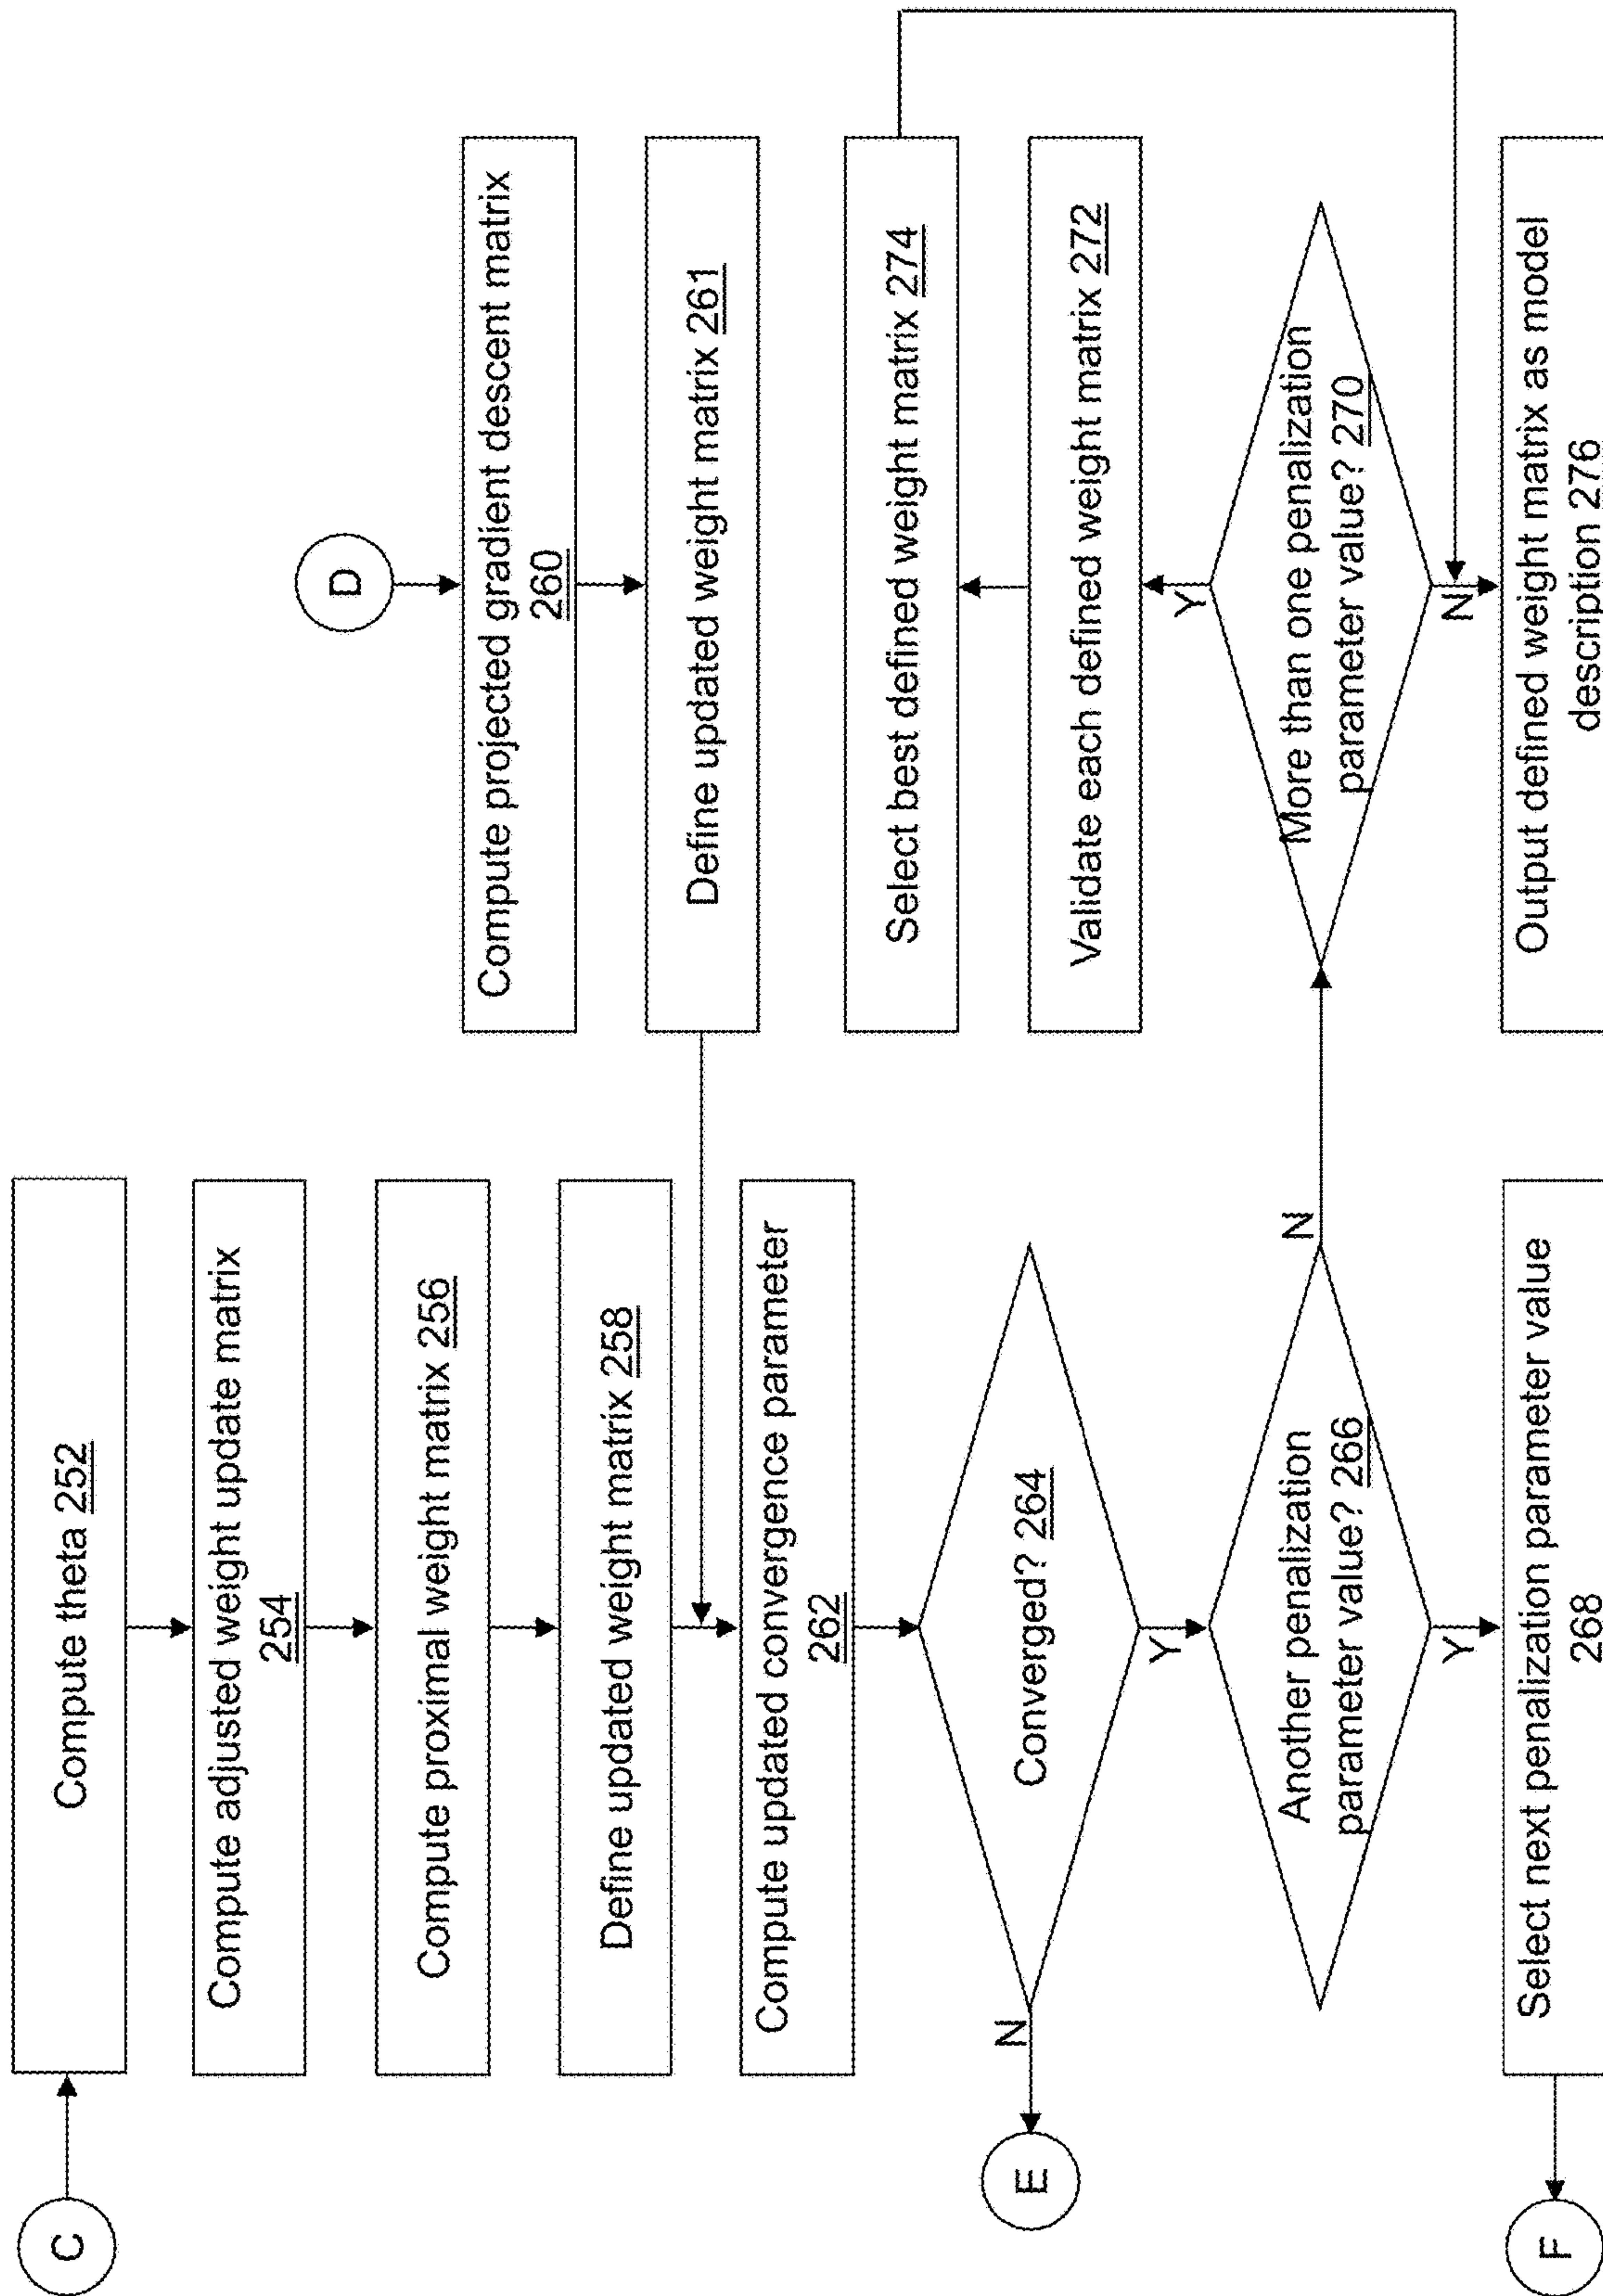 C
Compute theta 252
Compute adjusted weight update matrix
254
Compute proximal weight matrix 256
Define updated weight matrix 258
Compute updated convergence parameter
262
Converged? 264
N
E
Y
Another penalization
parameter value? 266
N
Y
Select next penalization parameter value
268
F
D
Compute projected gradient descent matrix
260
Define updated weight matrix 261
Select best defined weight matrix 274
Validate each defined weight matrix 272
Y
More than one penalization
parameter value? 270
N
Output defined weight matrix as model
description 276